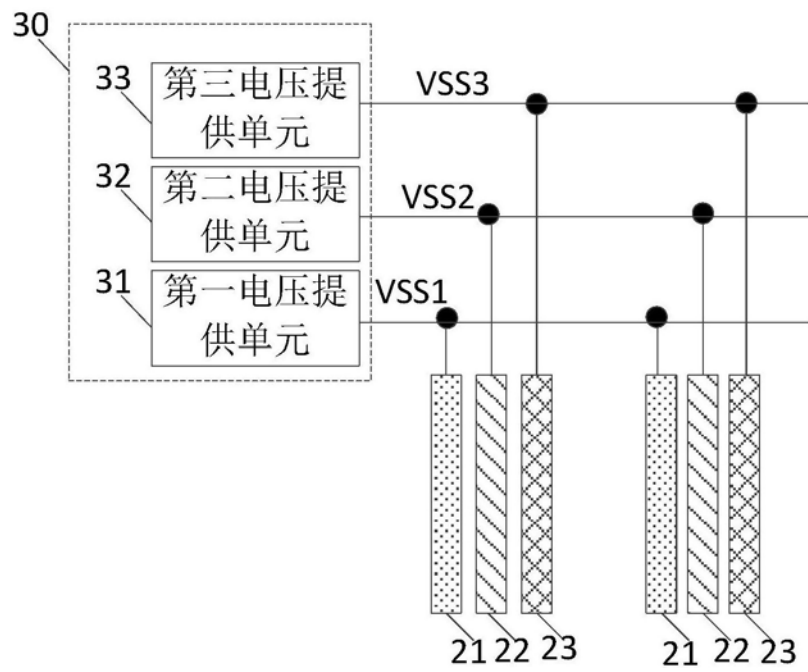 30
33
第三电压提
供单元
VSS3
32
第二电压提
供单元
VSS2
31
第一电压提
供单元
VSS1
21 22 23 21 22 23